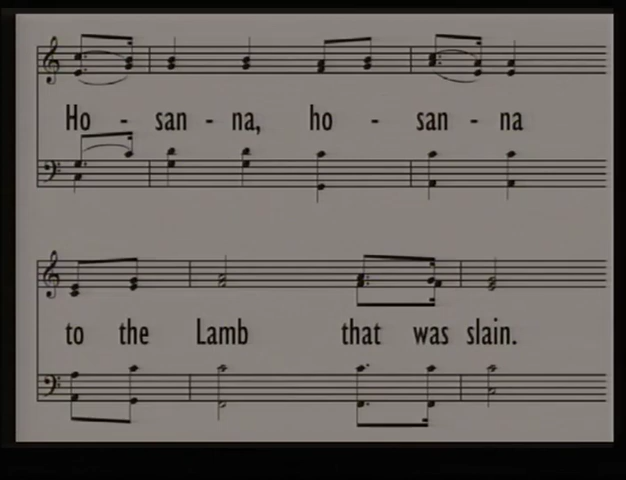 Ho - san - na, ho - san - na
to the Lamb that was slain.